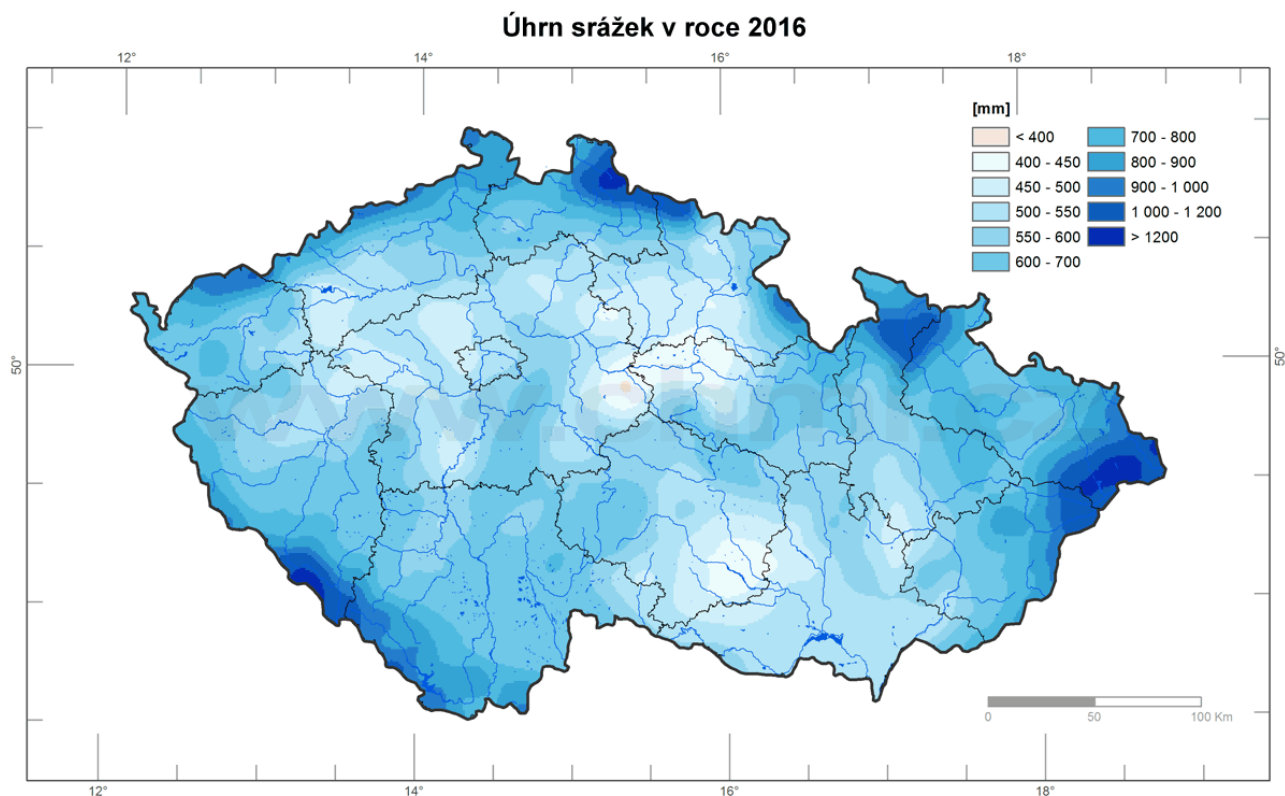 Úhrn srážek v roce 2016
12° 14° 16° 18°
[mm]
< 400 700 - 800
400 - 450 800 - 900
450 - 500 900 - 1 000
500 - 550 1 000 - 1 200
550 - 600 > 1200
600 - 700
50° 50°
www.chmi.c
0 50 100 Km
12° 14° 16° 18°